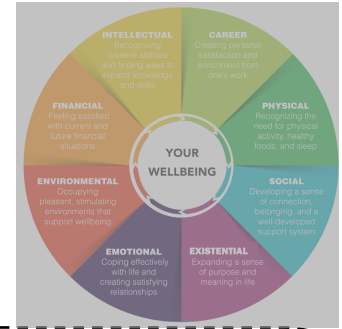 INTELLECTUAL
Recognizing
creative abilities
and finding ways to
expand knowledge
and skills
CAREER
Creating personal
satisfaction and
enrichment from
one's work
PHYSICAL
Recognizing the
need for physical
activity, healthy
foods, and sleep
SOCIAL
Developing a sense
of connection,
belonging, and a
well-developed
support system
EXISTENTIAL
Expanding a sense
of purpose and
meaning in life
EMOTIONAL
Coping effectively
with life and
creating satisfying
relationships
ENVIRONMENTAL
Occupying
pleasant, stimulating
environments that
support wellbeing
FINANCIAL
Feeling satisfied
with current and
future financial
situations
YOUR
WELLBEING